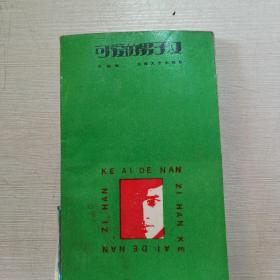 可爱的男子汉
KE AI DE NAN
ZI HAN KE
AI DE NAN
ZI HAN